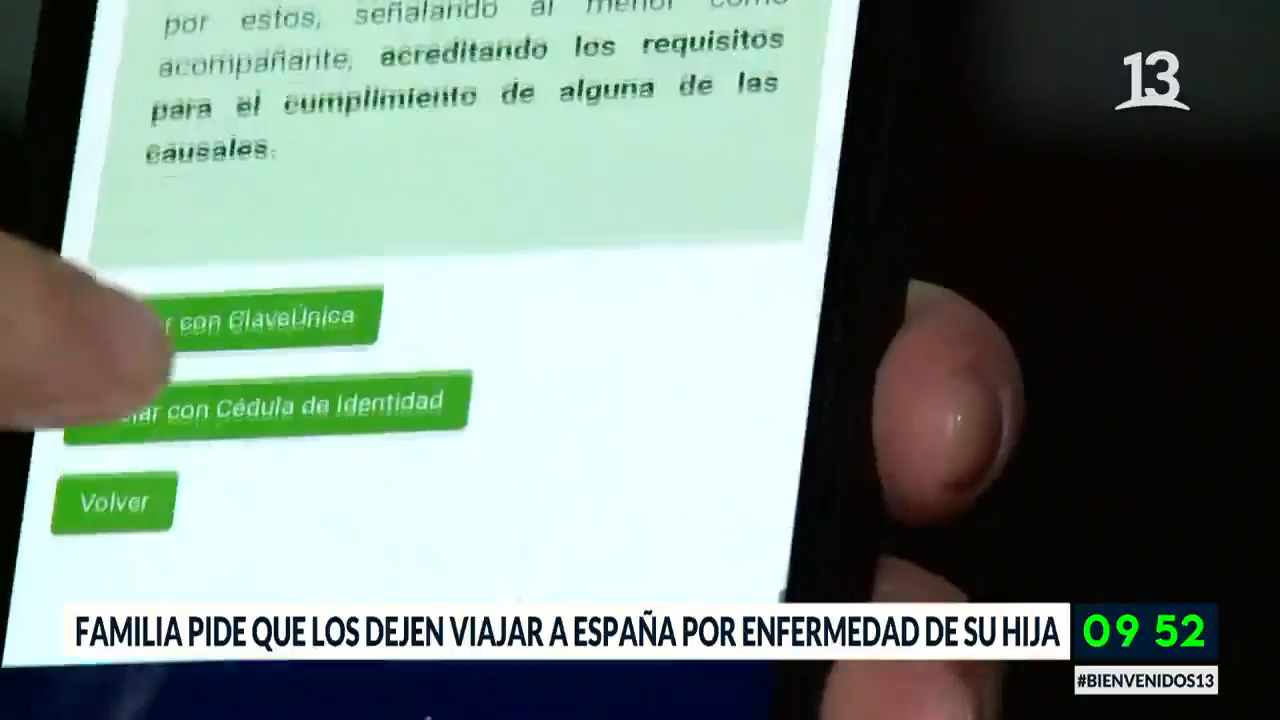 por estos, señalando al menor como
acompañante, acreditando los requisitos
para el cumplimiento de alguna de las
causales.
13
r con ClaveÚnica
iar con Cédula de Identidad
Volver
FAMILIA PIDE QUE LOS DEJEN VIAJAR A ESPAÑA POR ENFERMEDAD DE SU HIJA
09 52
#BIENVENIDOS13